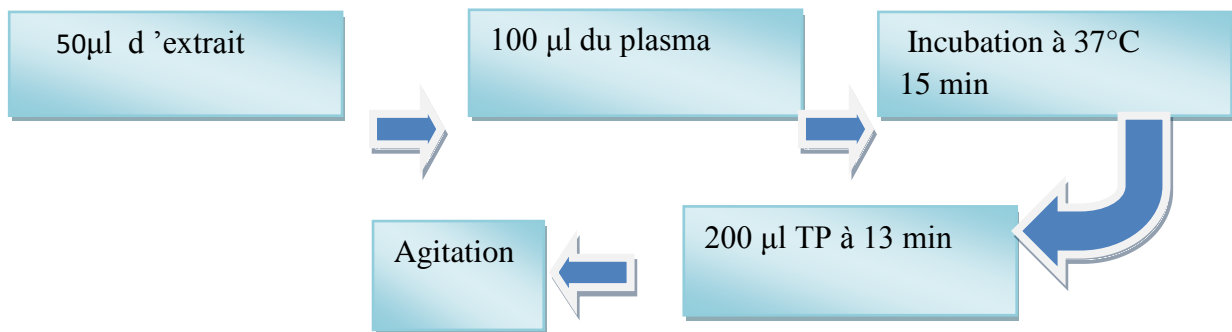 50µl d ’extrait
100 µl du plasma
Incubation à 37°C
15 min
200 µl TP à 13 min
Agitation